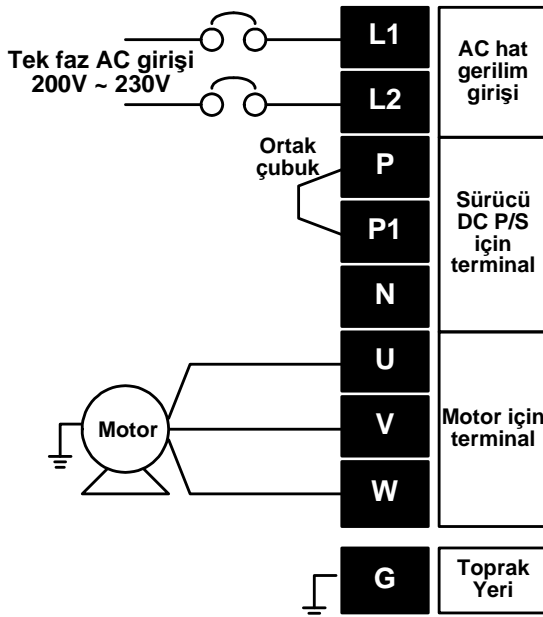 Tek faz AC girişi
200V ~ 230V
L1
L2
AC hat
gerilim
girişi
Ortak
çubuk
P
P1
N
Sürücü
DC P/S
için
terminal
U
V
W
Motor
Motor için
terminal
G
Toprak
Yeri